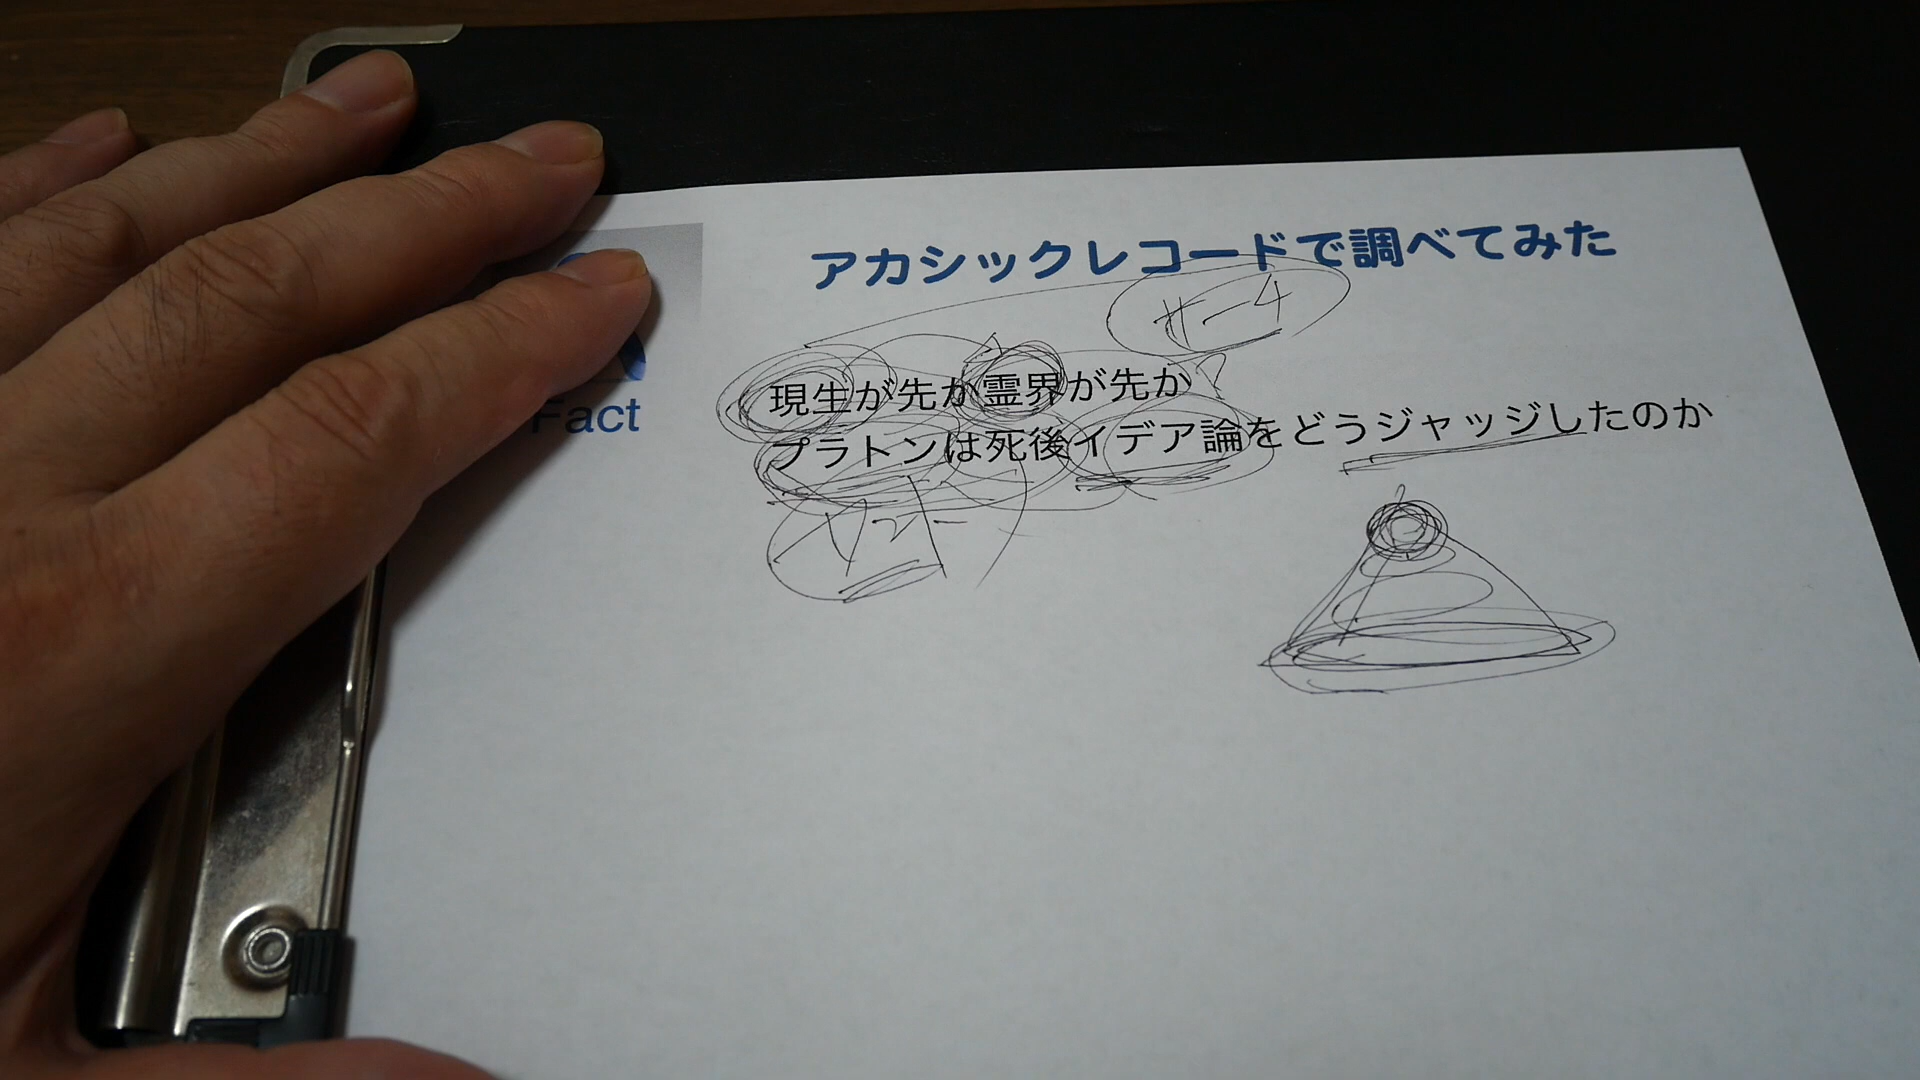 アカシックレコードで調べてみた
現生が先か霊界が先か
プラトンは死後イデア論をどうジャッジしたのか
Fact